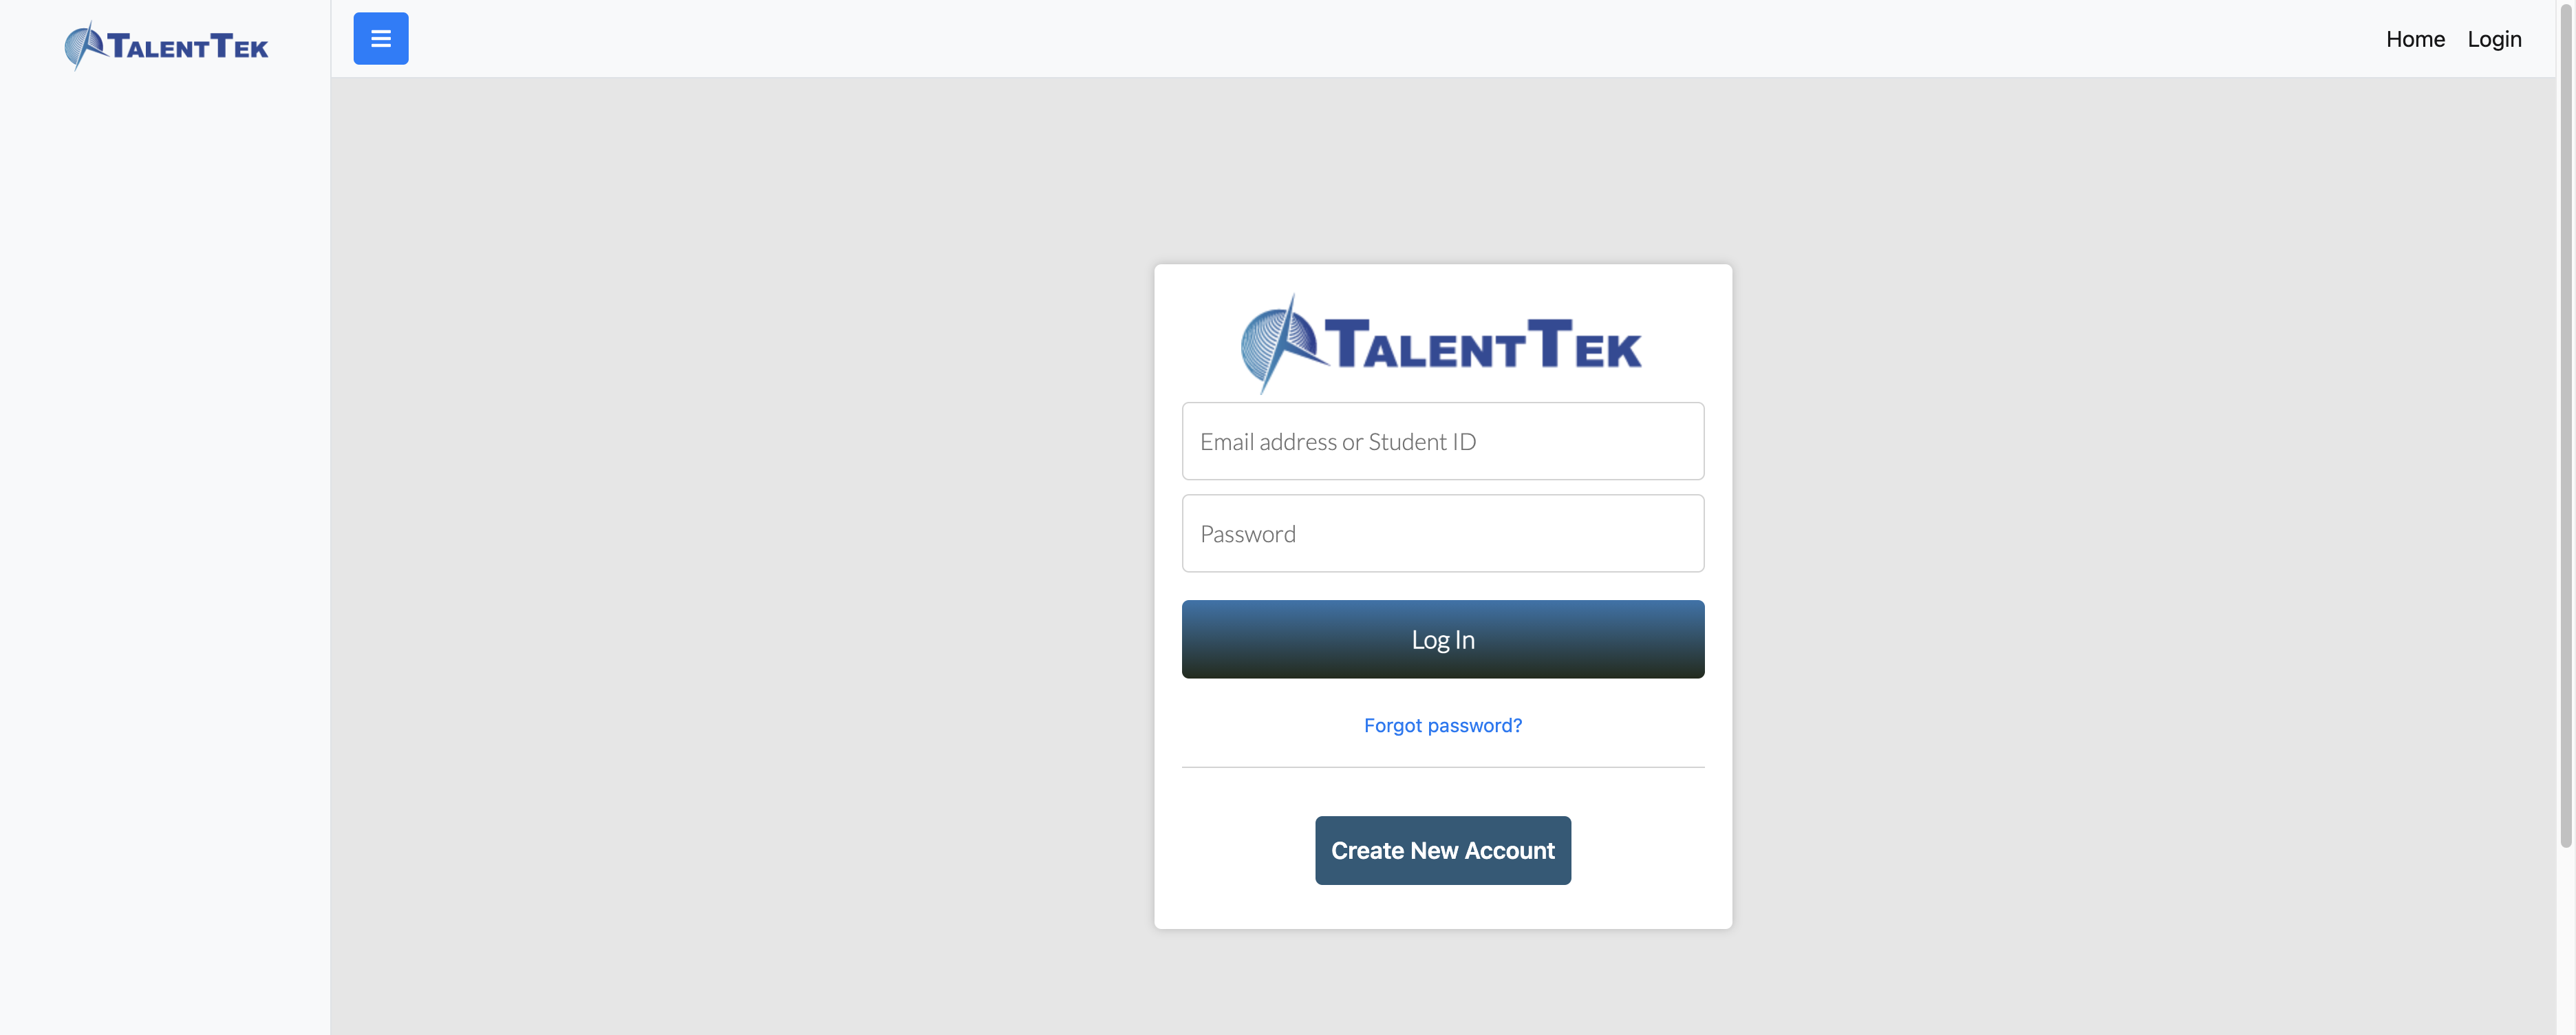 TALENTTEK
Home Login
TALENTTEK
Email address or Student ID
Password
Log In
Forgot password?
Create New Account